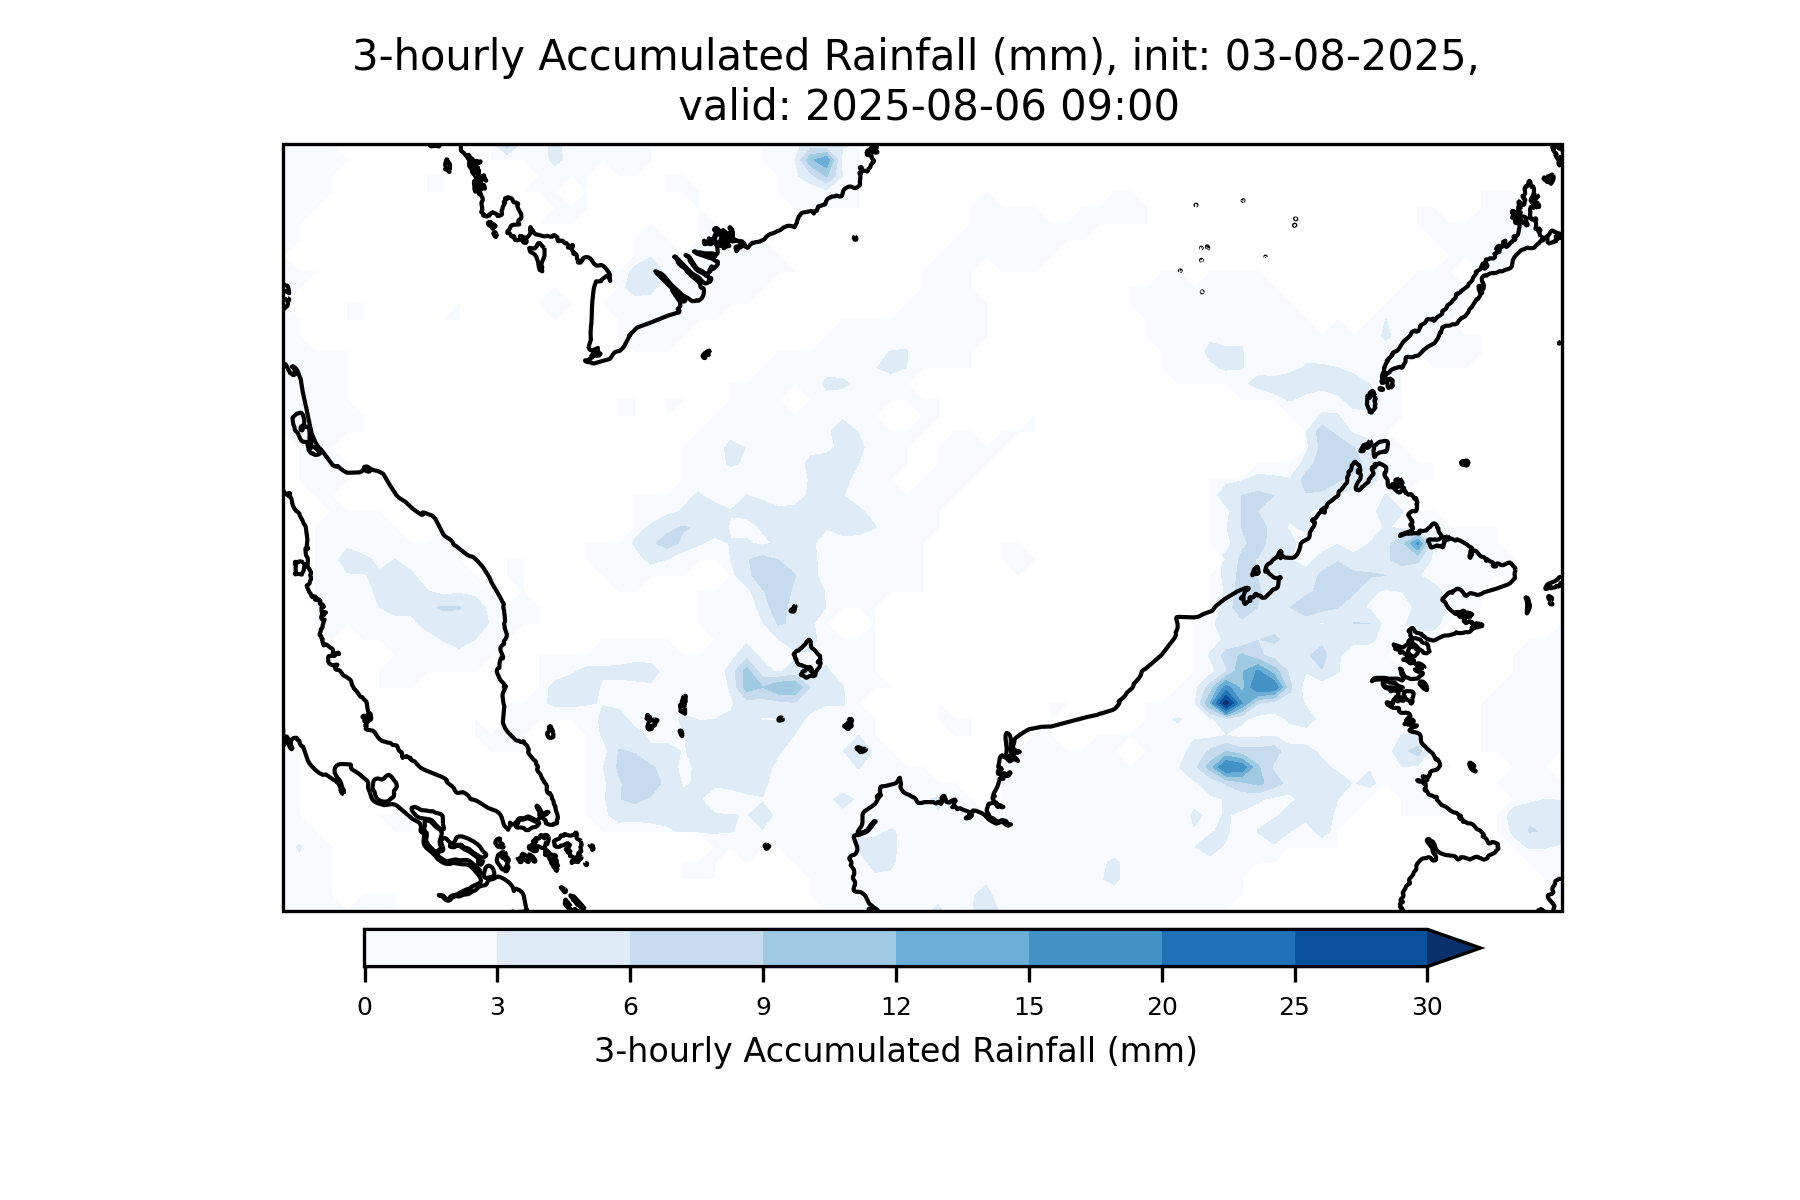 3-hourly Accumulated Rainfall (mm), init: 03-08-2025,
valid: 2025-08-06 09:00
0 3 6 9 12 15 20 25 30
3-hourly Accumulated Rainfall (mm)